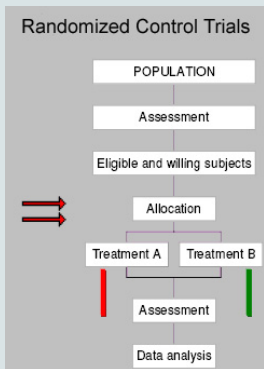 Randomized Control Trials
POPULATION
Assessment
Eligible and willing subjects
Allocation
Treatment A
Treatment B
Assessment
Data analysis